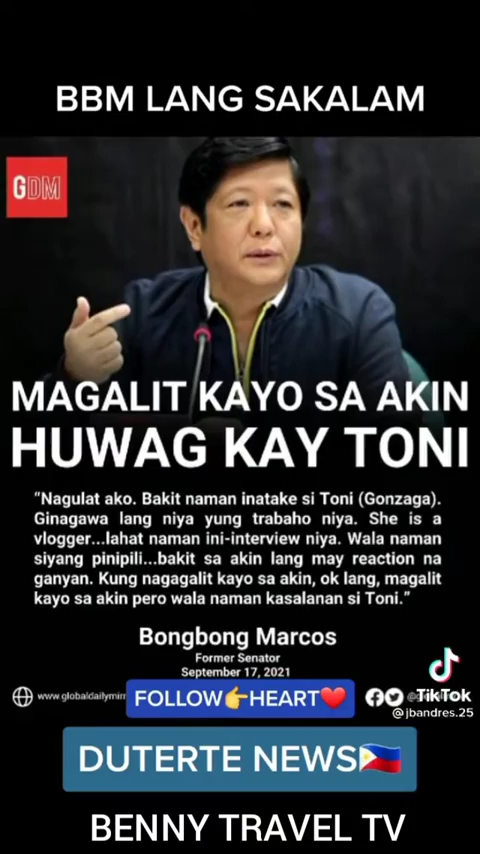 BBM LANG SAKALAM
GDM
MAGALIT KAYO SA AKIN
HUWAG KAY TONI
"Nagulat ako. Bakit naman inatake si Toni (Gonzaga).
Ginagawa lang niya yung trabaho niya. She is a
vlogger...lahat naman ini-interview niya. Wala naman
siyang pinipili...bakit sa akin lang may reaction na
ganyan. Kung nagagalit kayo sa akin, ok lang, magalit
kayo sa akin pero wala naman kasalanan si Toni."
Bongbong Marcos
Former Senator
September 17, 2021
FOLLOW👉HEART❤️
TikTok
@jbandres.25
DUTERTE NEWS🇵🇭
BENNY TRAVEL TV